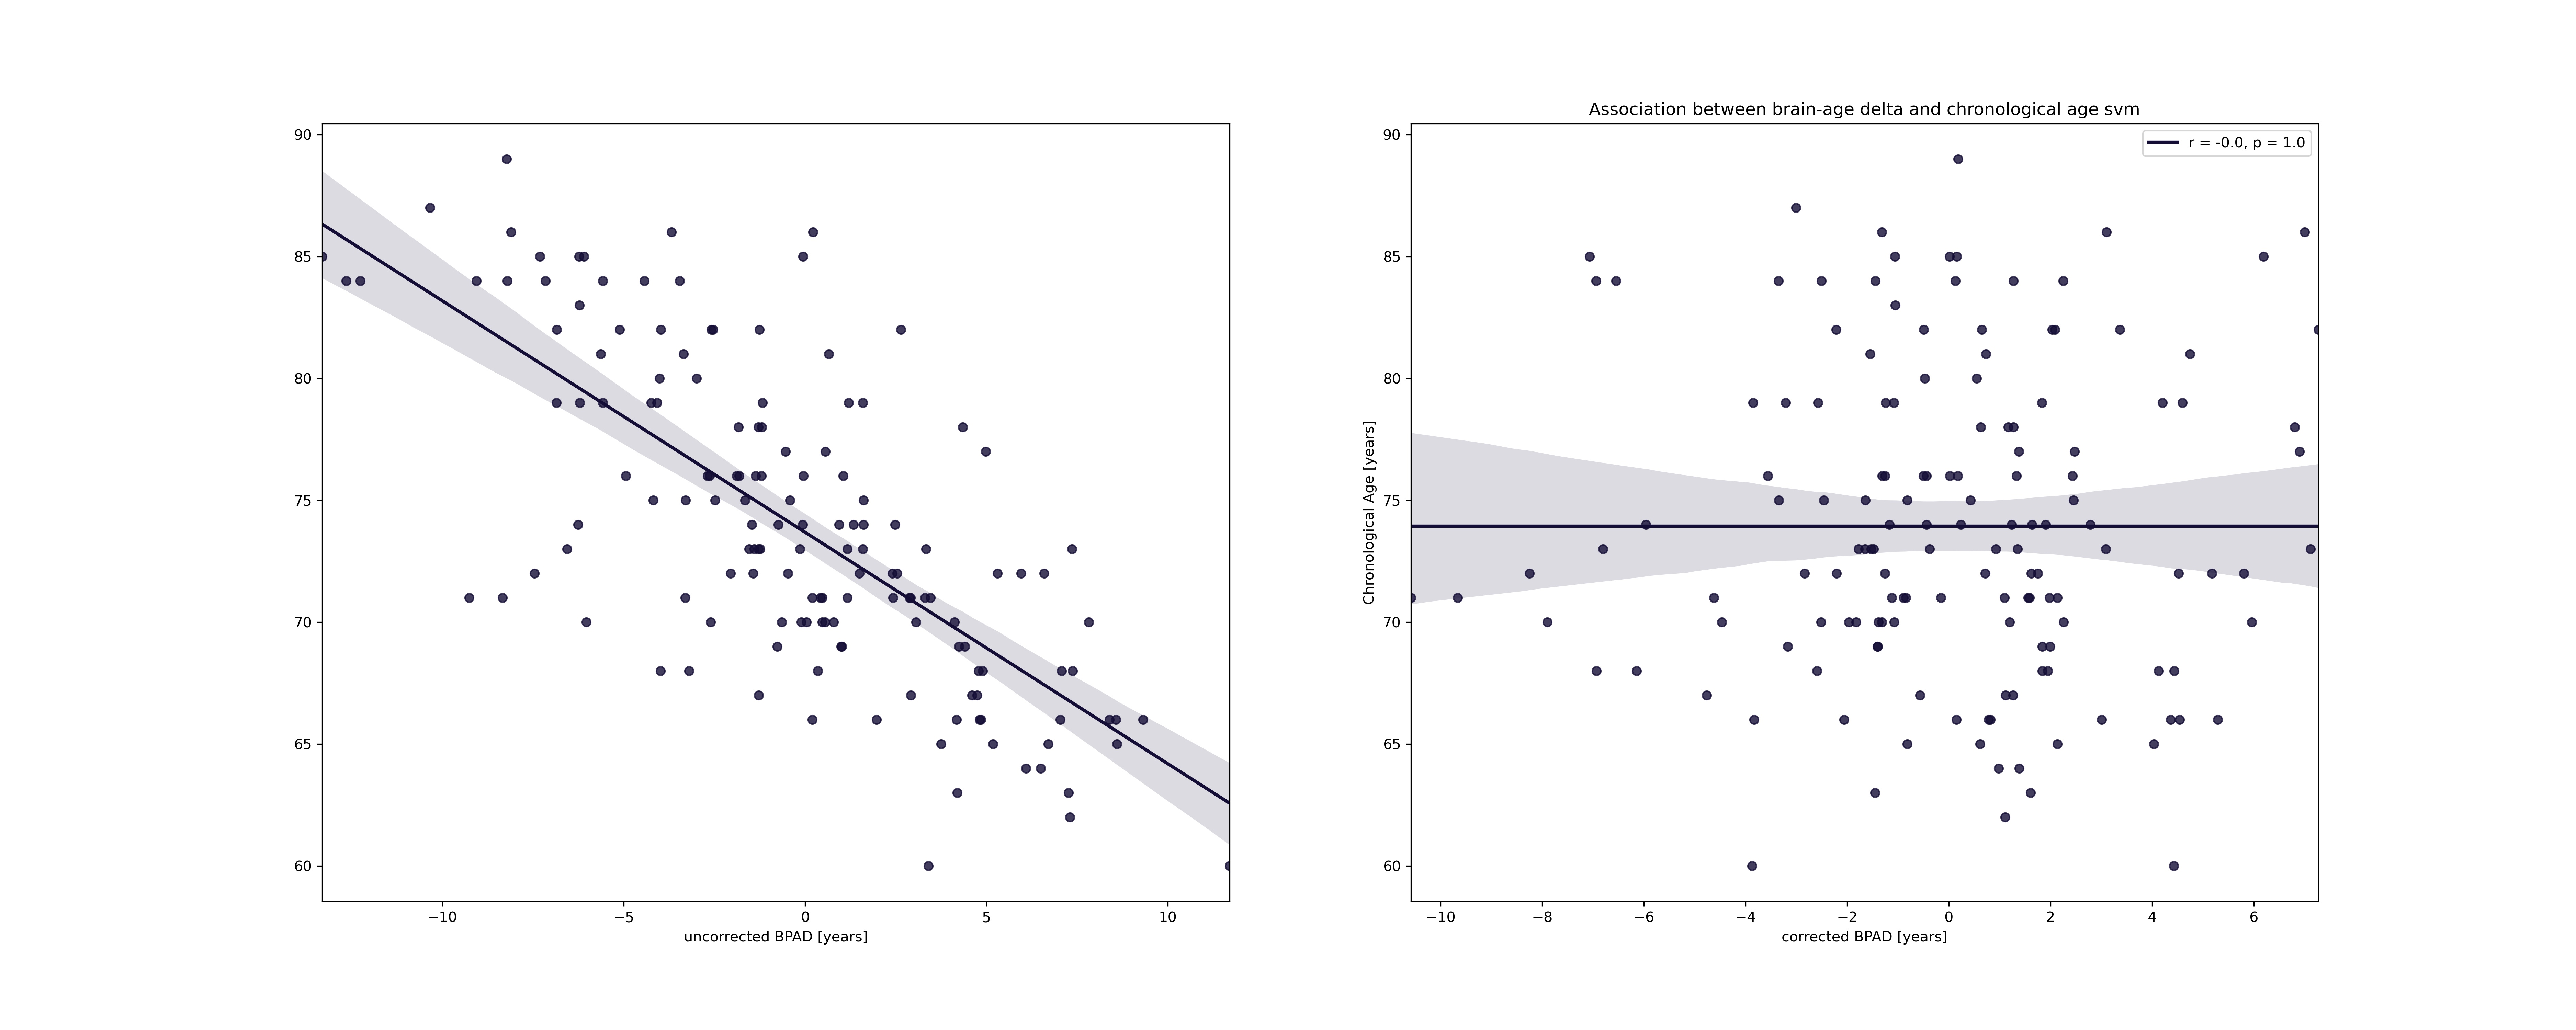 90
85
80
75
70
65
60
−10 −5 0 5 10
uncorrected BPAD [years]
Association between brain-age delta and chronological age svm
r = -0.0, p = 1.0
Chronological Age [years]
90
85
80
75
70
65
60
−10 −8 −6 −4 −2 0 2 4 6
corrected BPAD [years]